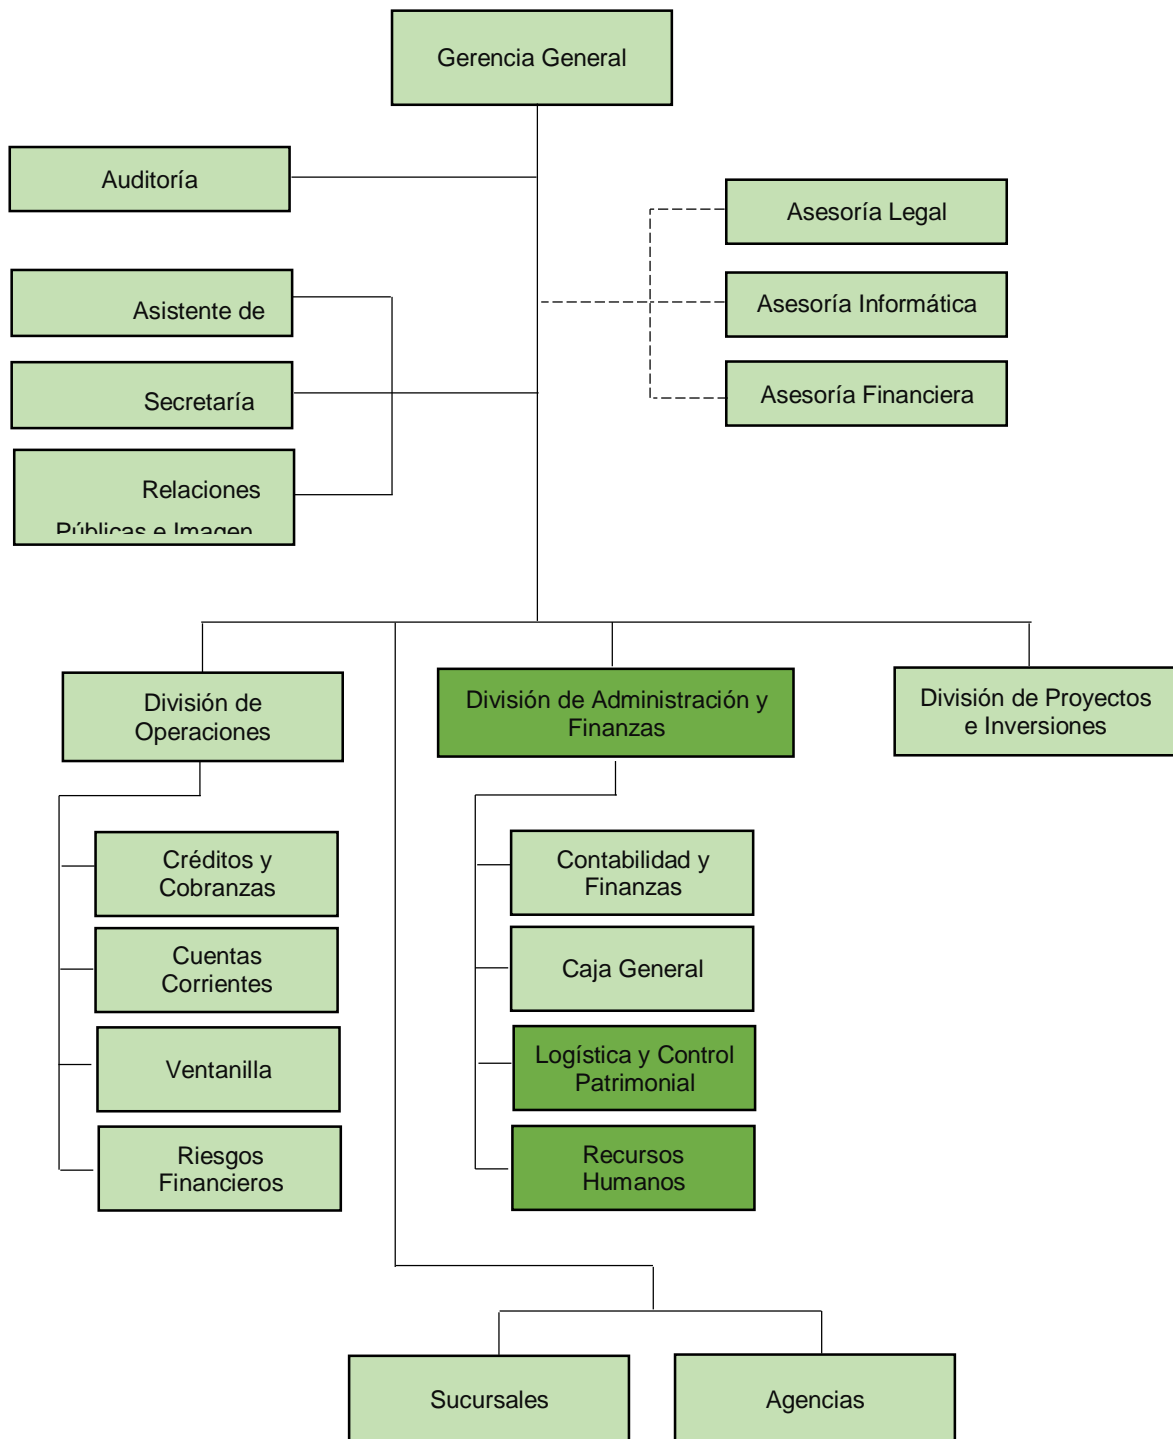 Gerencia General
Auditoría
Asesoría Legal
Asistente de
Asesoría Informática
Secretaría
Asesoría Financiera
Relaciones
Públicas e Imagen
División de
Operaciones
División de Administración y
Finanzas
División de Proyectos
e Inversiones
Créditos y
Cobranzas
Contabilidad y
Finanzas
Cuentas
Corrientes
Caja General
Ventanilla
Logística y Control
Patrimonial
Riesgos
Financieros
Recursos
Humanos
Sucursales
Agencias